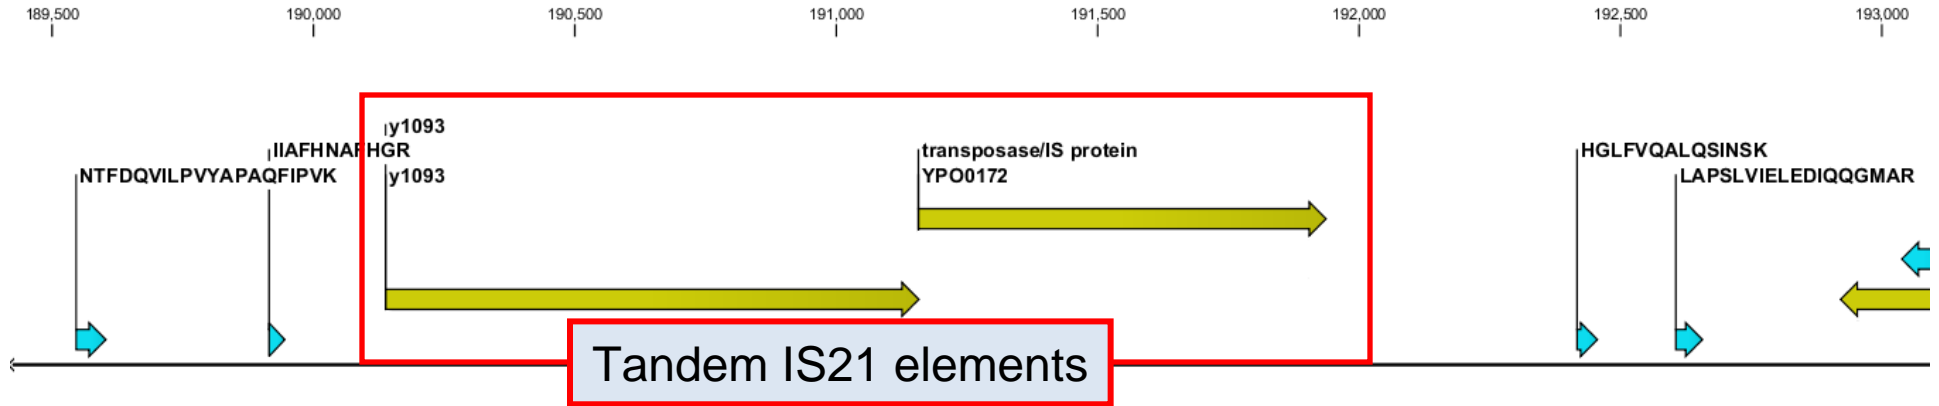 189,500 190,000 190,500 191,000 191,500 192,000 192,500 193,000
y1093
IIAFHNAFHGR transposase/IS protein HGLFVQALQSINSK
NTFDQVILPVYAPAQFIPVK y1093 YPO0172 LAPSLVIELEDIQQGMAR
Tandem IS21 elements